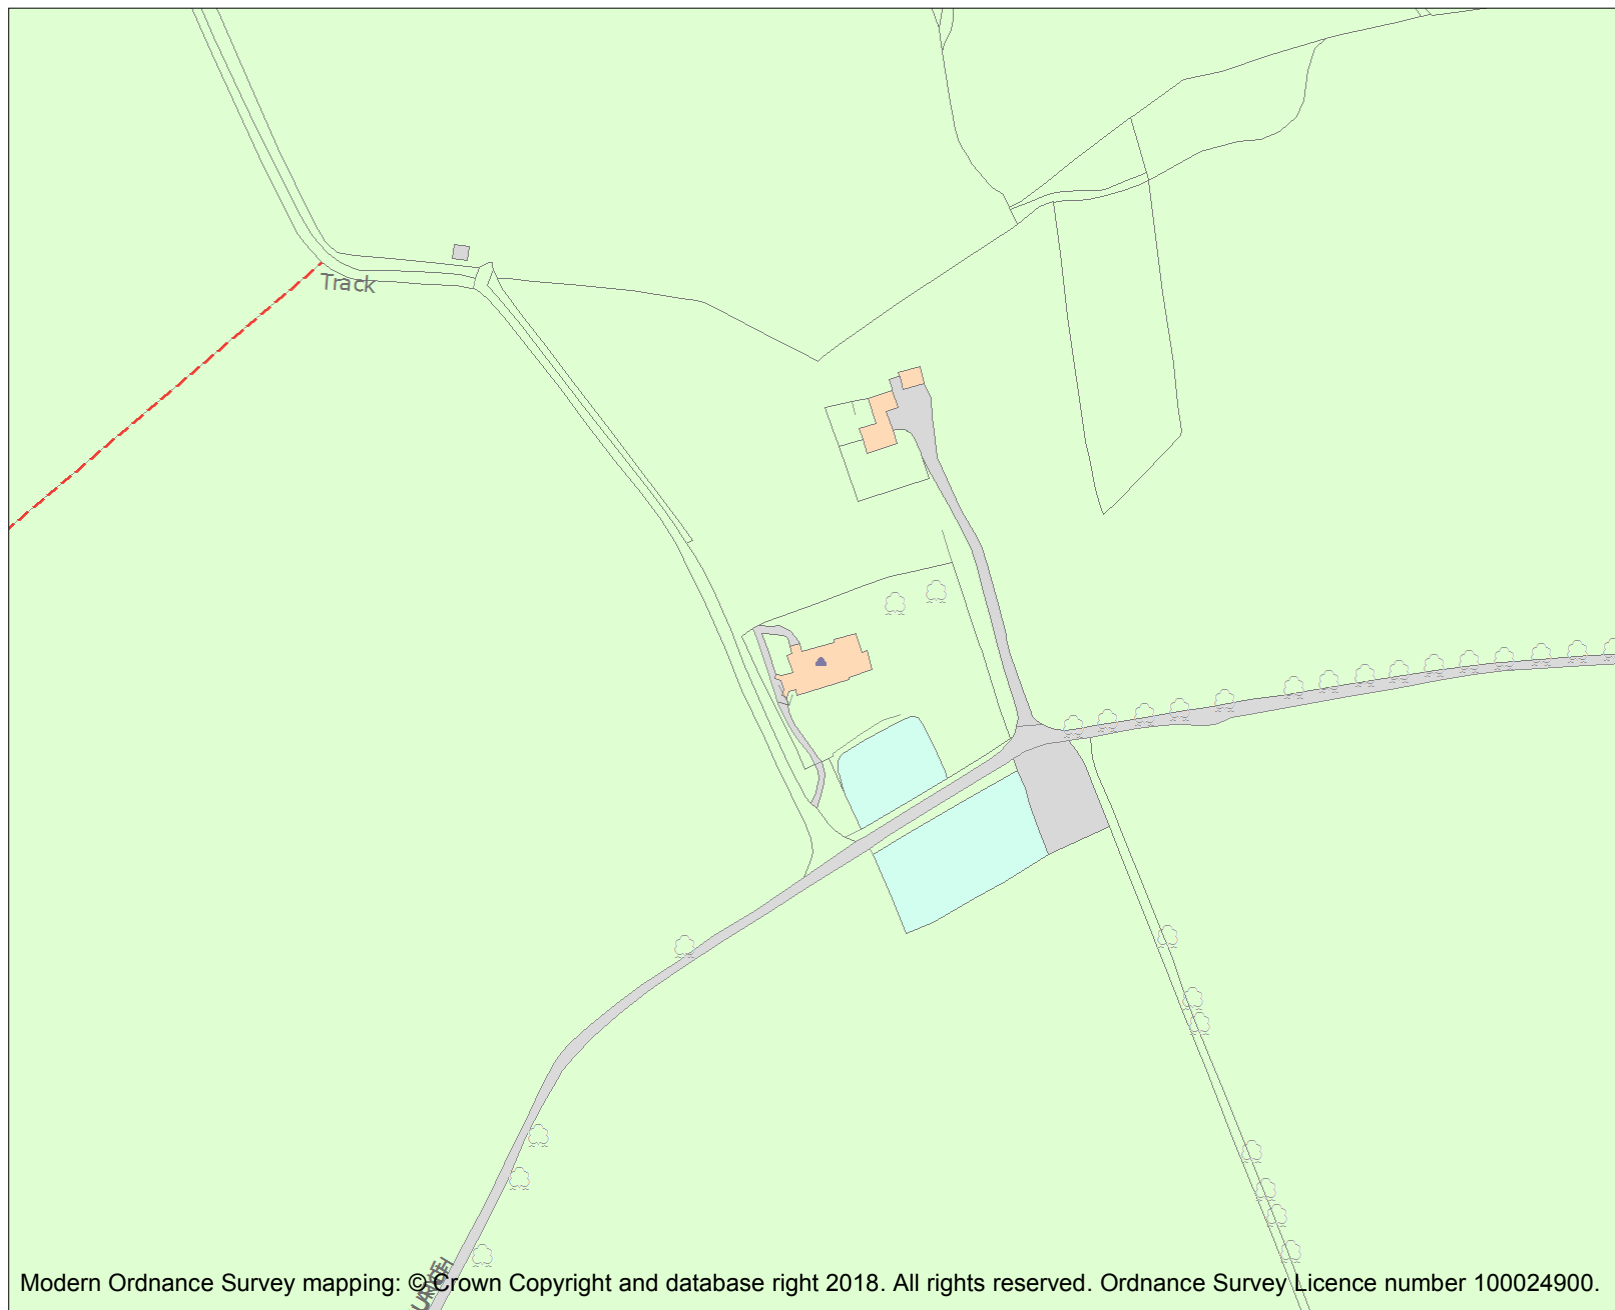 Track
Modern Ordnance Survey mapping: © Crown Copyright and database right 2018. All rights reserved. Ordnance Survey Licence number 100024900.